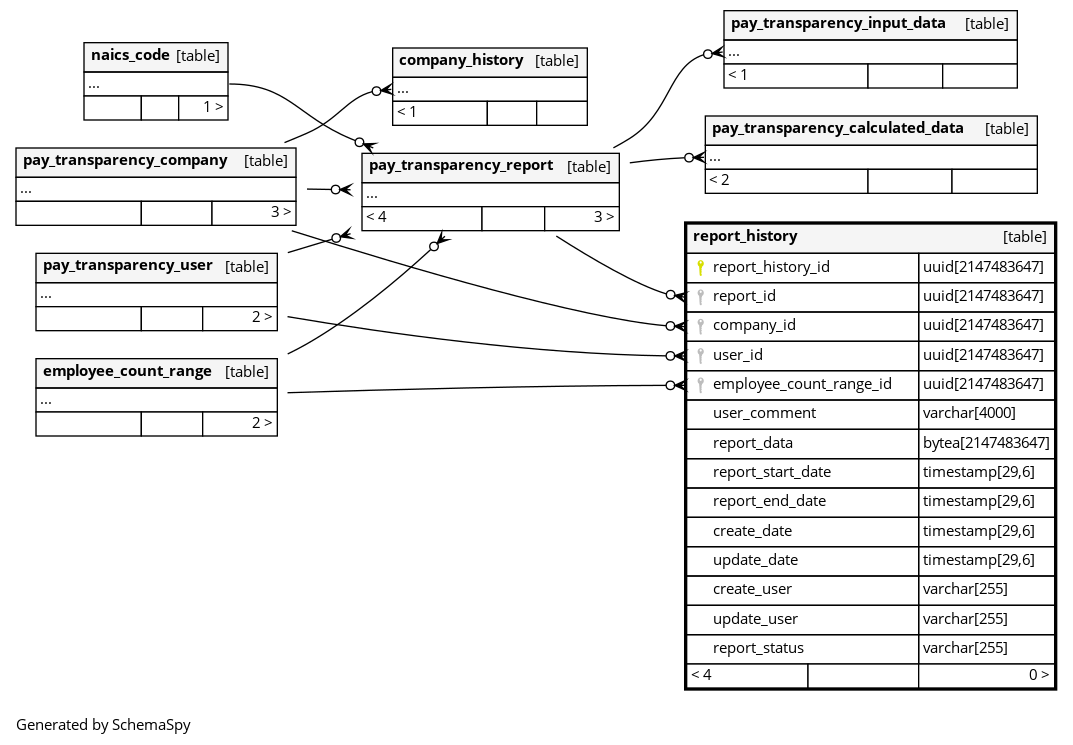 naics_code [table]
...
1 >
company_history [table]
...
< 1
pay_transparency_input_data [table]
...
< 1
pay_transparency_company [table]
...
3 >
pay_transparency_report [table]
...
< 4 3 >
pay_transparency_calculated_data [table]
...
< 2
pay_transparency_user [table]
...
2 >
employee_count_range [table]
...
2 >
report_history [table]
report_history_id uuid[2147483647]
report_id uuid[2147483647]
company_id uuid[2147483647]
user_id uuid[2147483647]
employee_count_range_id uuid[2147483647]
user_comment varchar[4000]
report_data bytea[2147483647]
report_start_date timestamp[29,6]
report_end_date timestamp[29,6]
create_date timestamp[29,6]
update_date timestamp[29,6]
create_user varchar[255]
update_user varchar[255]
report_status varchar[255]
< 4 0 >
Generated by SchemaSpy